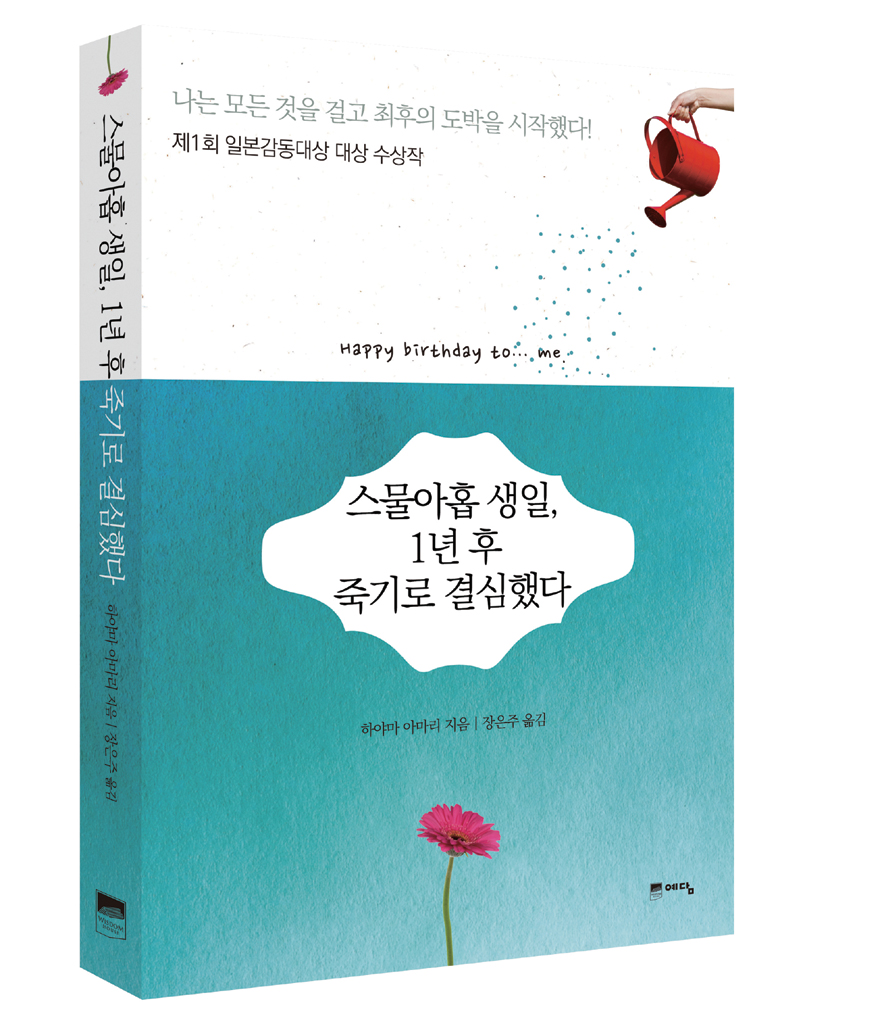 나는 모든 것을 걸고 최후의 도박을 시작했다!
제1회 일본감동대상 대상 수상작
Happy birthday to... me.
스물아홉 생일,
1년 후
죽기로 결심했다
하야마 아마리 지음 | 장은주 옮김
예담
스물아홉 생일, 1년 후 죽기로 결심했다
하야마 아마리 지음 | 장은주 옮김
WISDOM
HOUSE